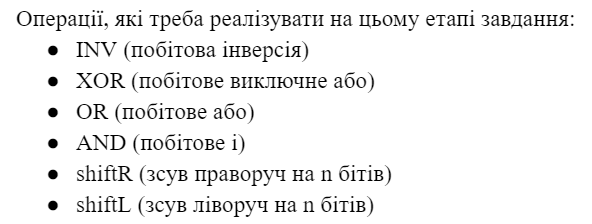 Операції, які треба реалізувати на цьому етапі завдання:
● INV (побітова інверсія)
● XOR (побітове виключне або)
● OR (побітове або)
● AND (побітове і)
● shiftR (зсув праворуч на n бітів)
● shiftL (зсув ліворуч на n бітів)